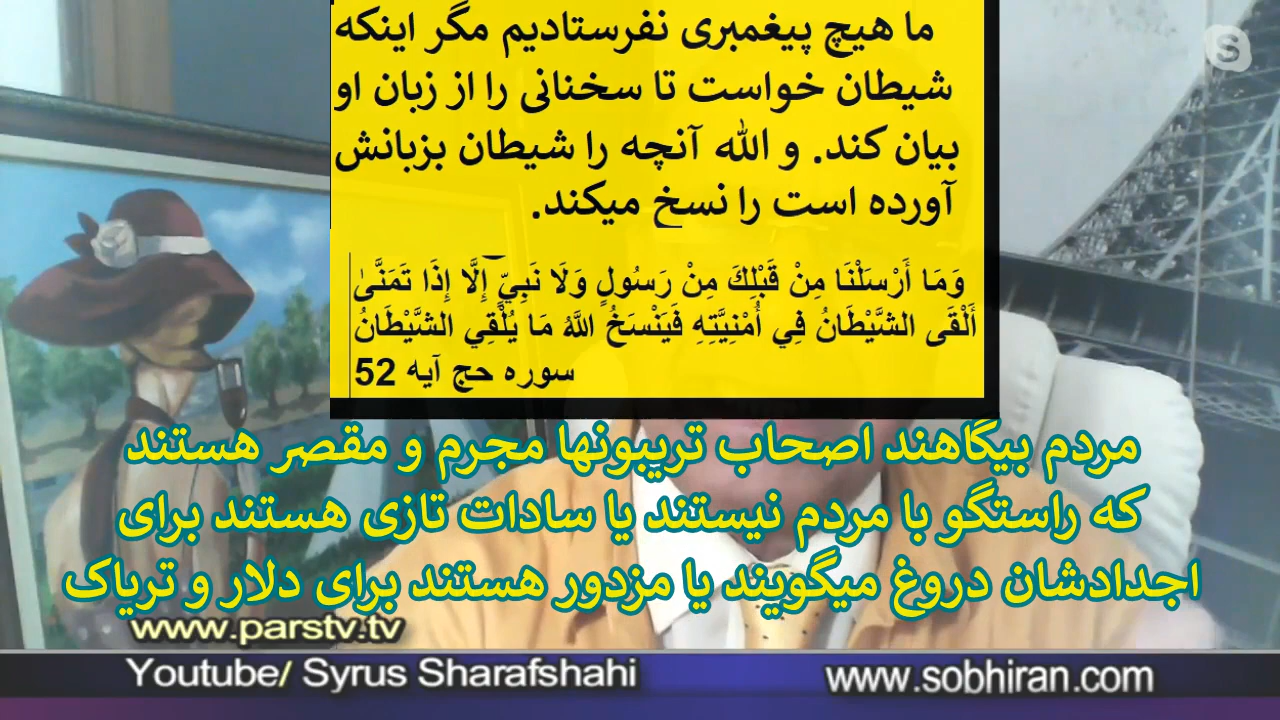 ما هیچ پیغمبری نفرستادیم مگر اینکه
شیطان خواست تا سخنانی را از زبان او
بیان کند. و الله آنچه را شیطان بزبانش
آورده است را نسخ میکند.
وَمَا أَرْسَلْنَا مِنْ قَبْلِكَ مِنْ رَسُولٍ وَلَا نَبِيٍّ إِلَّا إِذَا تَمَنَّىٰ
أَلْقَى الشَّيْطَانُ فِي أُمْنِيَّتِهِ فَيَنْسَخُ اللَّهُ مَا يُلْقِي الشَّيْطَانُ
سوره حج آیه 52
مردم بیگاهند اصحاب تریبونها مجرم و مقصر هستند
که راستگو با مردم نیستند یا سادات تازی هستند برای
اجدادشان دروغ میگویند یا مزدور هستند برای دلار و تریاک
www.parstv.tv
Youtube/ Syrus Sharafshahi
www.sobhiran.com